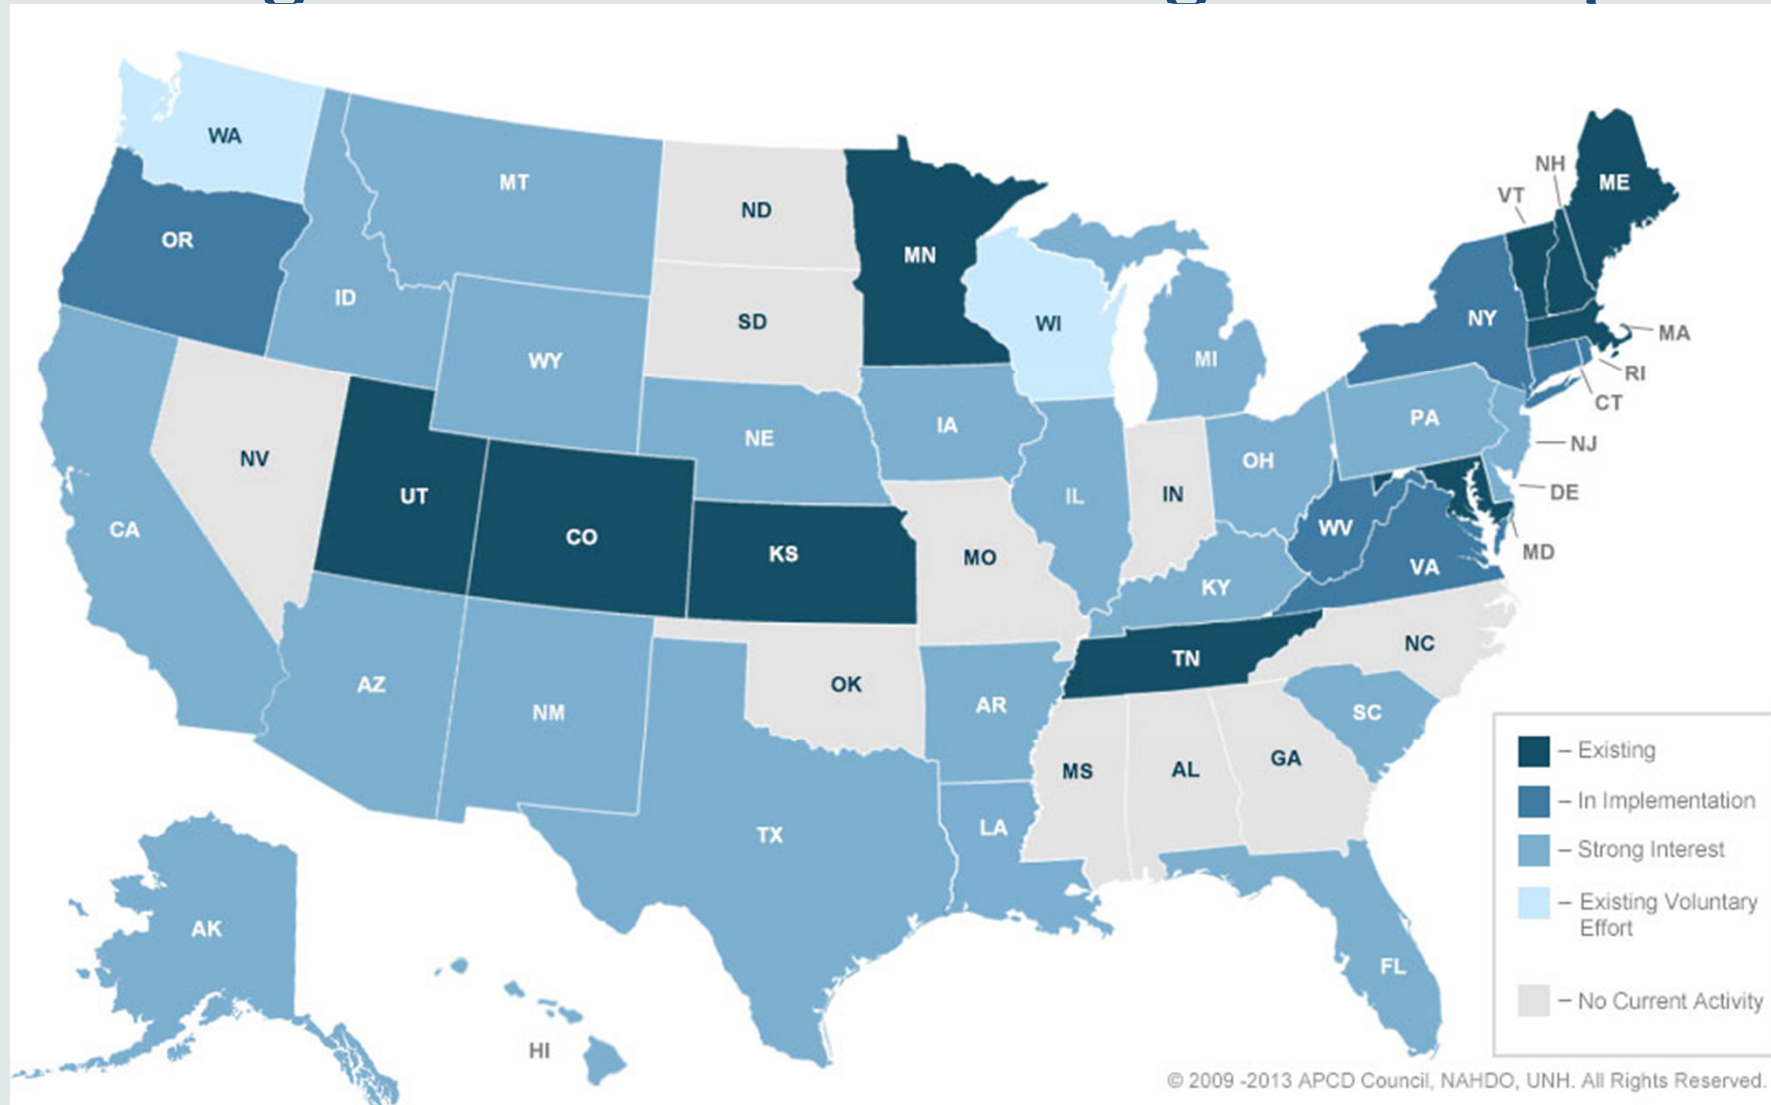 WA
MT
ND
MN
ME
NH
VT
OR
ID
SD
WI
NY
MA
WY
MI
RI
CT
NE
IA
PA
NJ
NV
UT
CO
KS
IL
IN
OH
DE
CA
MO
WV
MD
KY
VA
AZ
NM
OK
AR
TN
NC
SC
MS
AL
GA
TX
LA
AK
HI
FL
– Existing
– In Implementation
– Strong Interest
– Existing Voluntary
Effort
– No Current Activity
© 2009 -2013 APCD Council, NAHDO, UNH. All Rights Reserved.